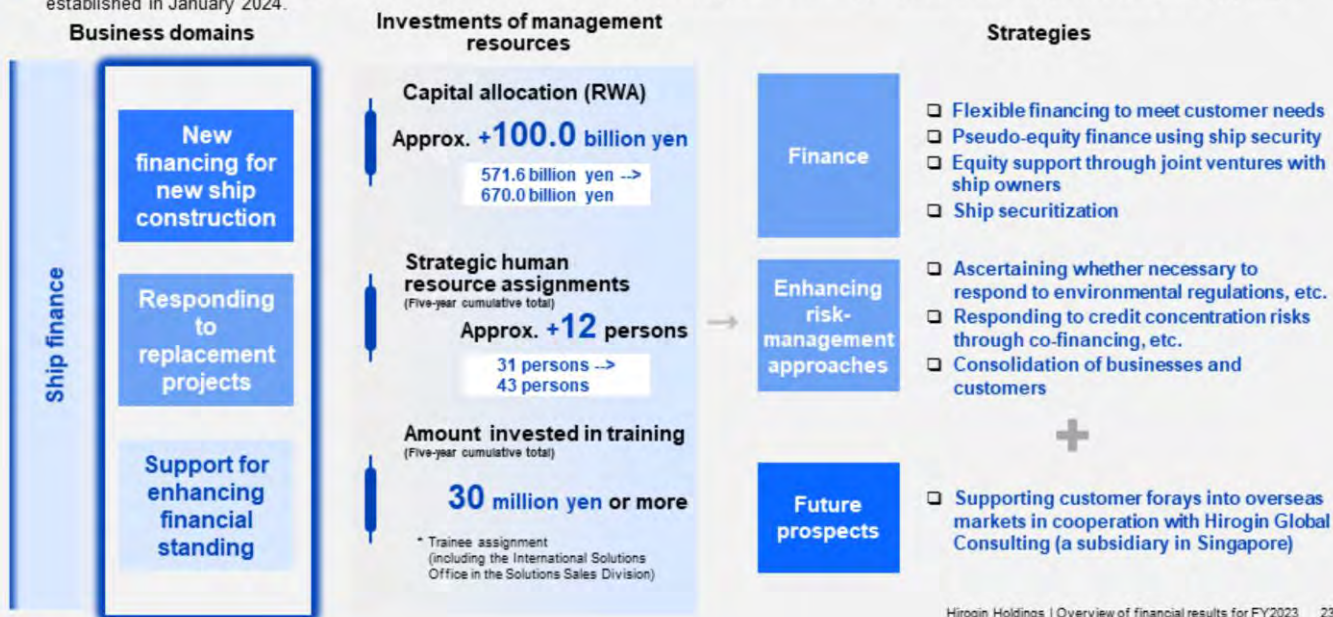 established in January 2024.
Business domains
Ship finance
New
financing for
new ship
construction
Responding
to
replacement
projects
Support for
enhancing
financial
standing
Investments of management
resources
Capital allocation (RWA)
Approx. +100.0 billion yen
571.6 billion yen -->
670.0 billion yen
Strategic human
resource assignments
(Five-year cumulative total)
Approx. +12 persons
31 persons -->
43 persons
Amount invested in training
(Five-year cumulative total)
30 million yen or more
* Trainee assignment
(including the International Solutions
Office in the Solutions Sales Division)
→
Strategies
Finance
❑ Flexible financing to meet customer needs
❑ Pseudo-equity finance using ship security
❑ Equity support through joint ventures with
ship owners
❑ Ship securitization
Enhancing
risk-
management
approaches
❑ Ascertaining whether necessary to
respond to environmental regulations, etc.
❑ Responding to credit concentration risks
through co-financing, etc.
❑ Consolidation of businesses and
customers
+
Future
prospects
❑ Supporting customer forays into overseas
markets in cooperation with Hirogin Global
Consulting (a subsidiary in Singapore)
Hirogin Holdings | Overview of financial results for FY2023 23